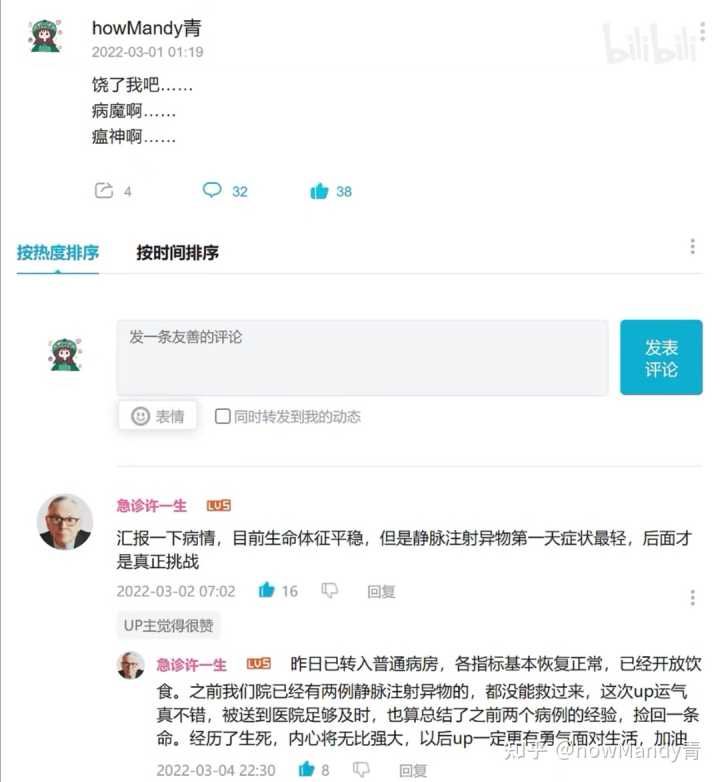 howMandy青
2022-03-01 01:19
bilibili
饶了我吧……
病魔啊……
瘟神啊……
4
32
38
按热度排序
按时间排序
发一条友善的评论
发表
评论
表情
同时转发到我的动态
急诊许一生 LV5
汇报一下病情，目前生命体征平稳，但是静脉注射异物第一天症状最轻，后面才
是真正挑战
2022-03-02 07:02 16 回复
UP主觉得很赞
急诊许一生 LV5 昨日已转入普通病房，各指标基本恢复正常，已经开放饮
食。之前我们院已经有两例静脉注射异物的，都没能救过来，这次up运气
真不错，被送到医院足够及时，也算总结了之前两个病例的经验，捡回一条
命。经历了生死，内心将无比强大，以后up一定更有勇气面对生活，加油
知乎 @howMandy青
2022-03-04 22:30 8 回复